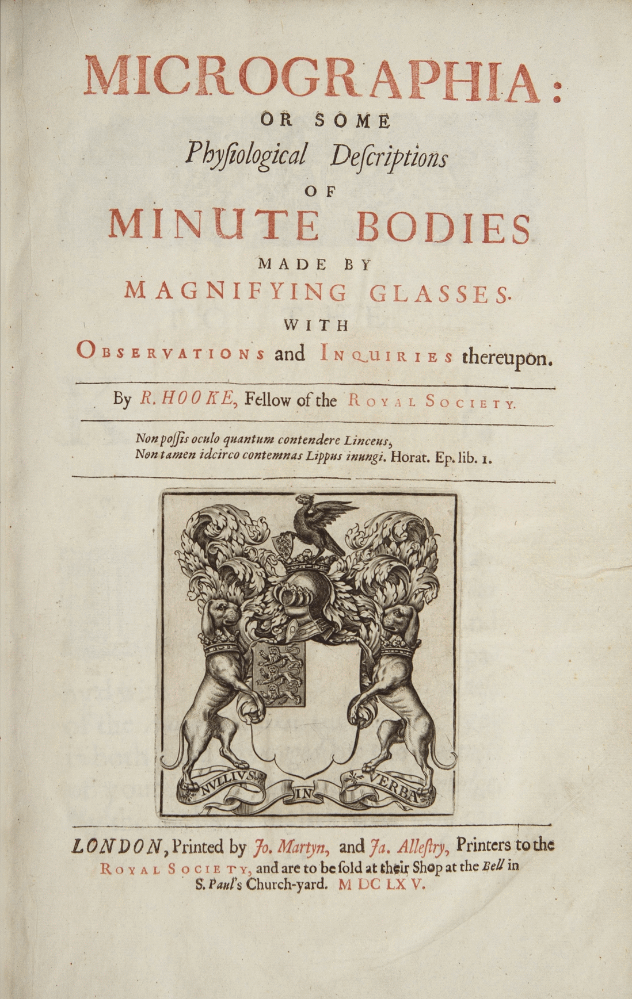 MICROGRAPHIA:
OR SOME
Phyſiological Deſcriptions
OF
MINUTE BODIES
MADE BY
MAGNIFYING GLASSES.
WITH
OBSERVATIONS and INQUIRIES thereupon.
By R. HOOKE, Fellow of the ROYAL SOCIETY.
Non poſſis oculo quantum contendere Linceus,
Non tamen idcirco contemnas Lippus inungi. Horat. Ep. lib. 1.
NVLLIVS IN VERBA
LONDON, Printed by Jo. Martyn, and Ja. Alleſtry, Printers to the
ROYAL SOCIETY, and are to be ſold at their Shop at the Bell in
S. Paul's Church-yard. M DC LX V.